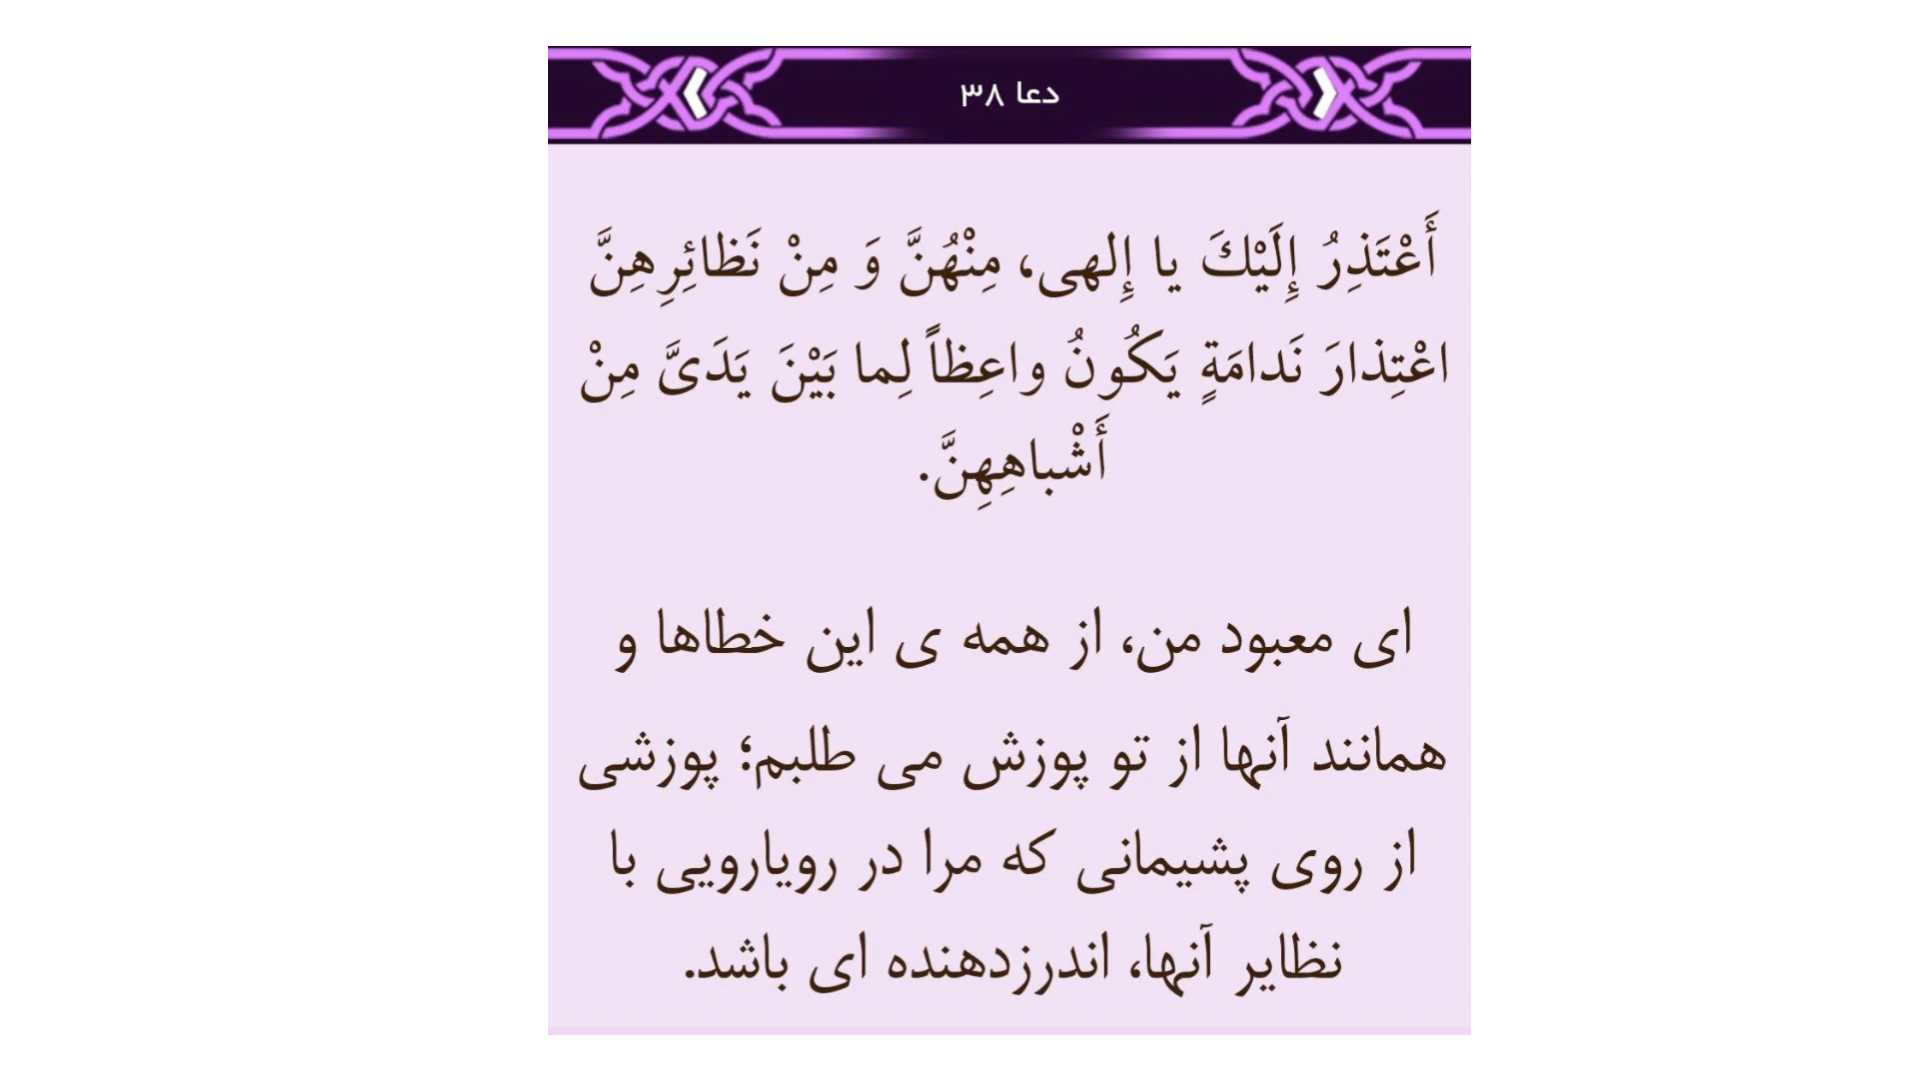 دعا ۳۸
أَعْتَذِرُ إِلَيْكَ يا إِلهى، مِنْهُنَّ وَ مِنْ نَظائِرِهِنَّ
اعْتِذارَ نَدامَةٍ يَكُونُ واعِظاً لِما بَيْنَ يَدَىَّ مِنْ
أَشْباهِهِنَّ.
ای معبود من، از همه ی این خطاها و
همانند آنها از تو پوزش می طلبم؛ پوزشی
از روی پشیمانی که مرا در رویارویی با
نظایر آنها، اندرزدهنده ای باشد.